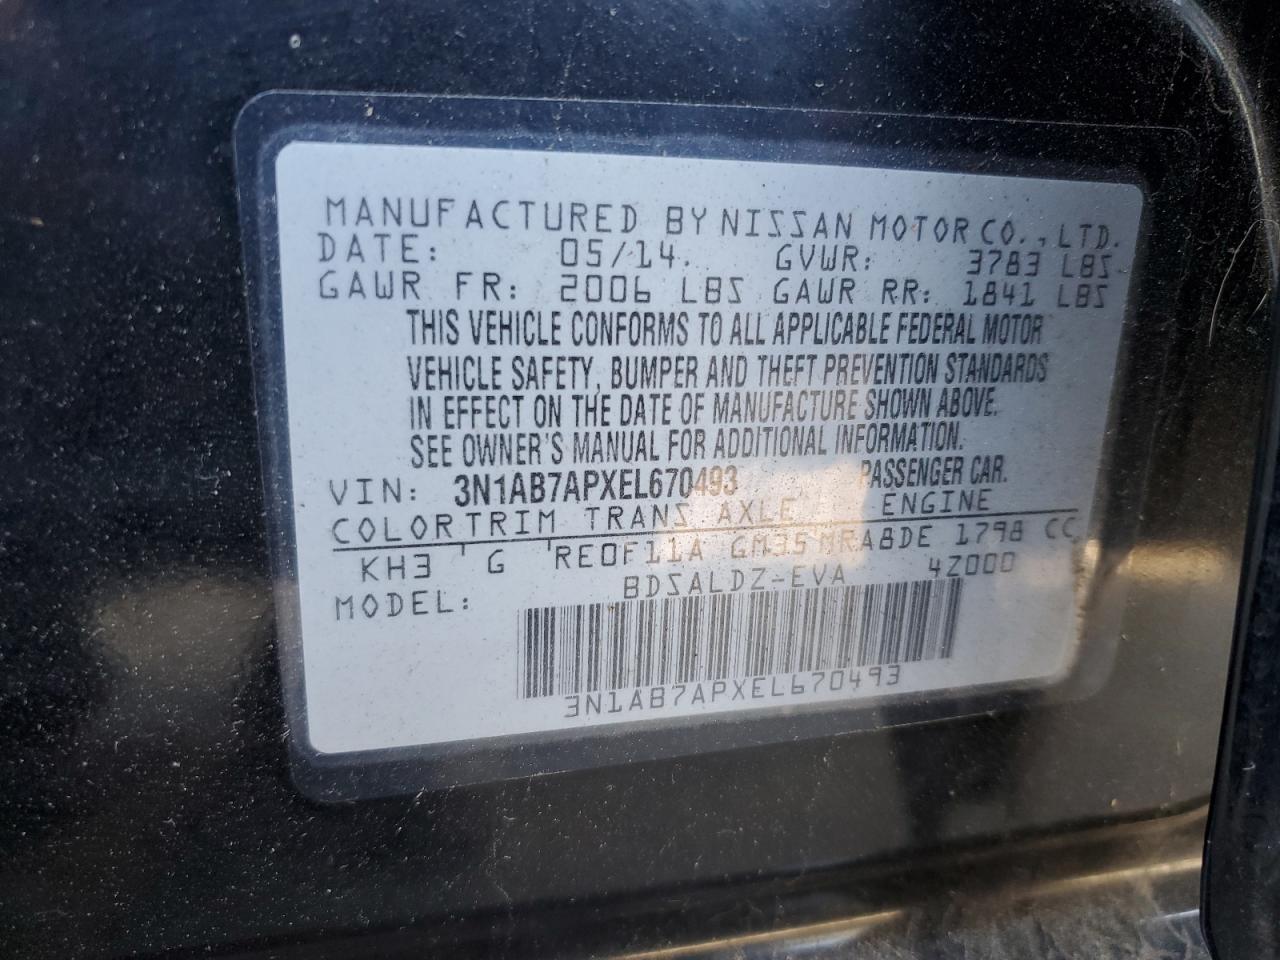 MANUFACTURED BY NISSAN MOTOR CO., LTD.
DATE: 05/14. GVWR: 3783 LBS
GAWR FR: 2006 LBS GAWR RR: 1841 LBS
THIS VEHICLE CONFORMS TO ALL APPLICABLE FEDERAL MOTOR
VEHICLE SAFETY, BUMPER AND THEFT PREVENTION STANDARDS
IN EFFECT ON THE DATE OF MANUFACTURE SHOWN ABOVE.
SEE OWNER'S MANUAL FOR ADDITIONAL INFORMATION.
VIN: 3N1AB7APXEL670493 PASSENGER CAR.
COLOR TRIM TRANS AXLE ENGINE
KH3 G RE0F11A GM35 MRA8DE 1798 CC
MODEL: BDSALDZ-EVA 4Z000
3N1AB7APXEL670493